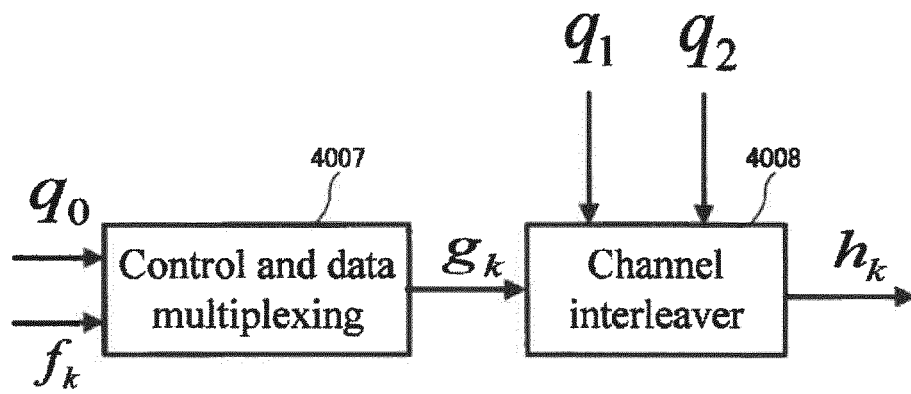 q₁ q₂
4007 4008
q₀
Control and data
multiplexing
gₖ
Channel
interleaver
hₖ
fₖ